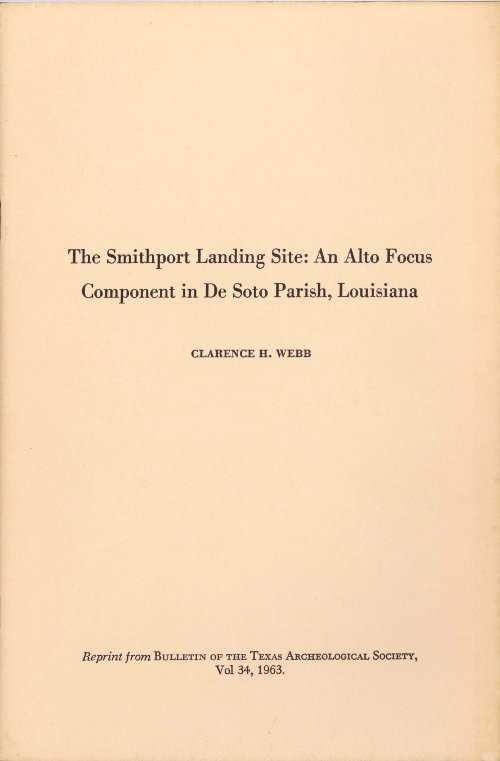 The Smithport Landing Site: An Alto Focus
Component in De Soto Parish, Louisiana
CLARENCE H. WEBB
Reprint from BULLETIN OF THE TEXAS ARCHEOLOGICAL SOCIETY,
Vol 34, 1963.